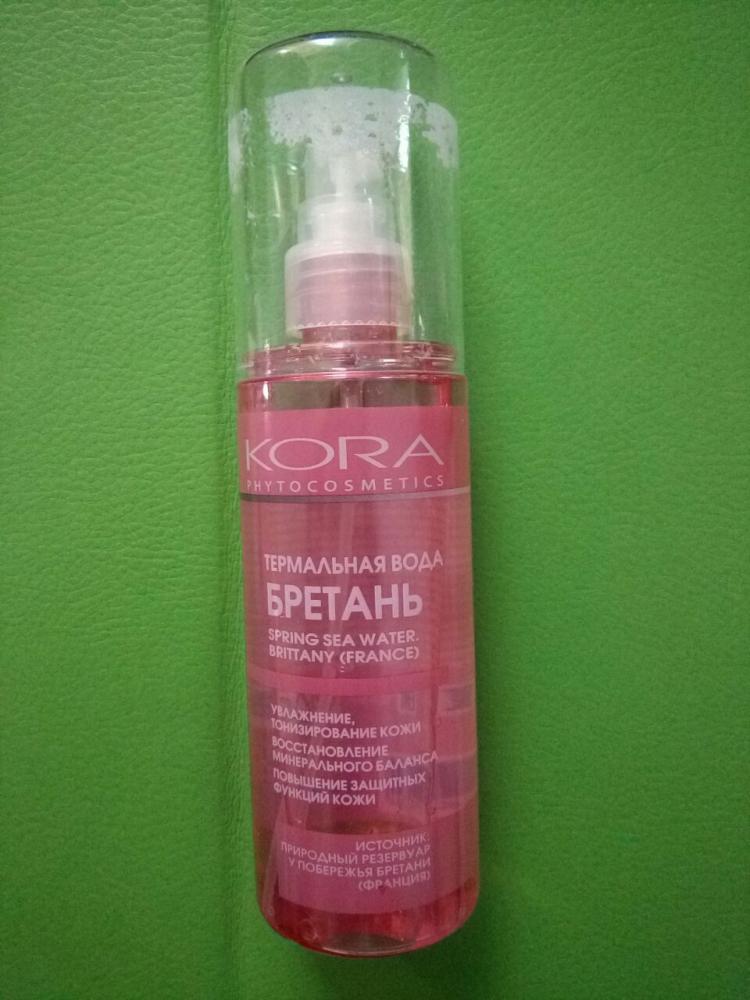 KORA
PHYTOCOSMETICS
ТЕРМАЛЬНАЯ ВОДА
БРЕТАНЬ
SPRING SEA WATER.
BRITTANY (FRANCE)
УВЛАЖНЕНИЕ,
ТОНИЗИРОВАНИЕ КОЖИ
ВОССТАНОВЛЕНИЕ
МИНЕРАЛЬНОГО БАЛАНСА
ПОВЫШЕНИЕ ЗАЩИТНЫХ
ФУНКЦИЙ КОЖИ
ИСТОЧНИК:
ПРИРОДНЫЙ РЕЗЕРВУАР
У ПОБЕРЕЖЬЯ БРЕТАНИ
(ФРАНЦИЯ)